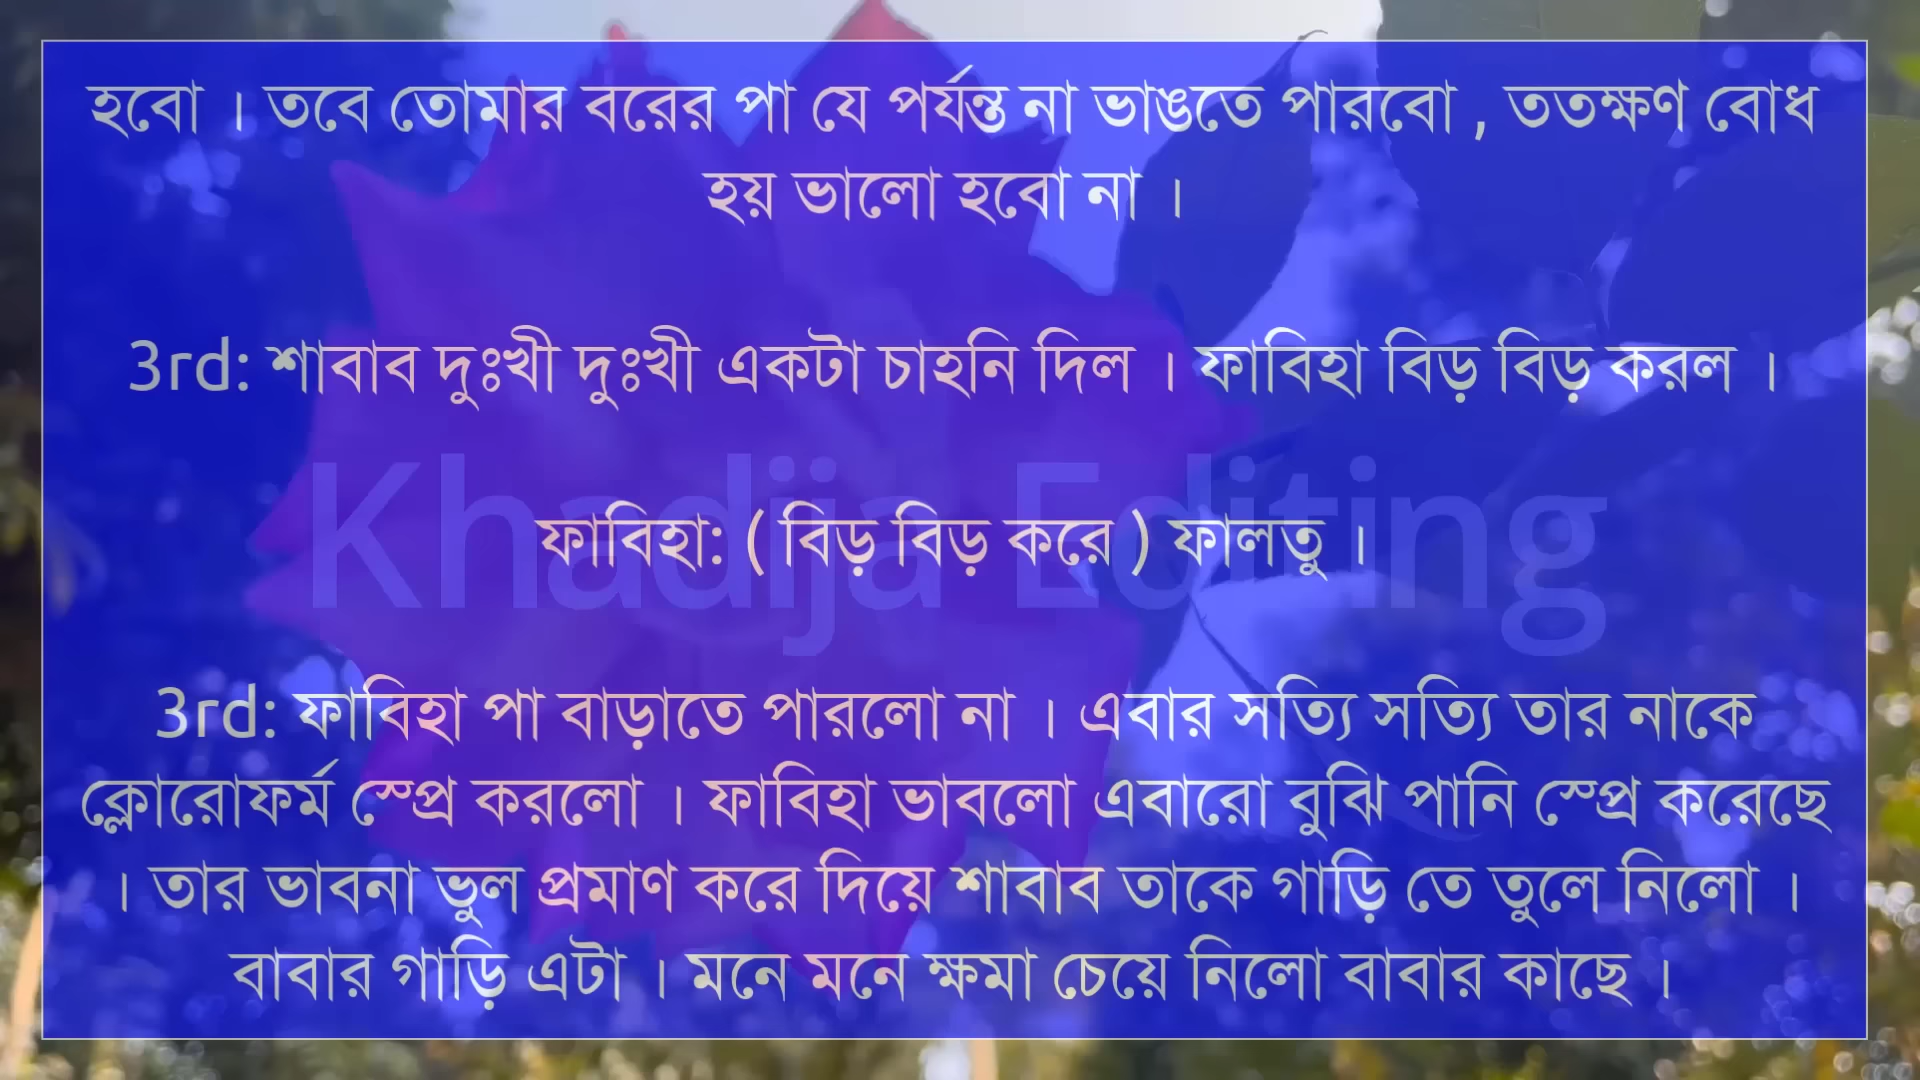 হবো । তবে তোমার বরের পা যে পর্যন্ত না ভাঙতে পারবো , ততক্ষণ বোধ
হয় ভালো হবো না ।
3rd: শাবাব দুঃখী দুঃখী একটা চাহনি দিল । ফাবিহা বিড় বিড় করল ।
Khadija Editing
ফাবিহা: ( বিড় বিড় করে ) ফালতু ।
3rd: ফাবিহা পা বাড়াতে পারলো না । এবার সত্যি সত্যি তার নাকে
ক্লোরোফর্ম স্প্রে করলো । ফাবিহা ভাবলো এবারো বুঝি পানি স্প্রে করেছে
। তার ভাবনা ভুল প্রমাণ করে দিয়ে শাবাব তাকে গাড়ি তে তুলে নিলো ।
বাবার গাড়ি এটা । মনে মনে ক্ষমা চেয়ে নিলো বাবার কাছে ।